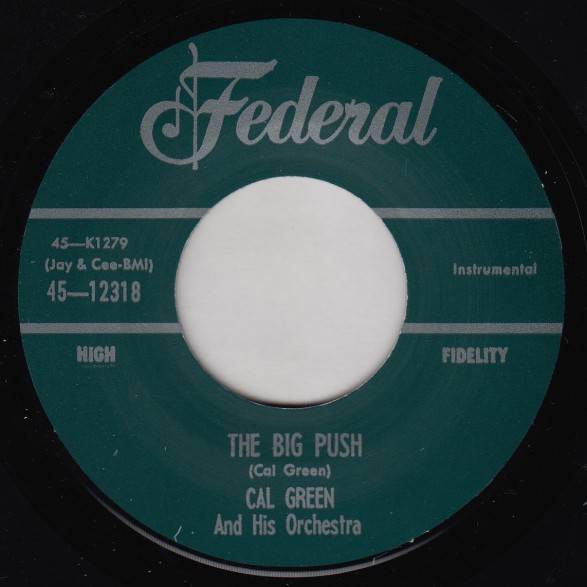 Federal
45—K1279
(Jay & Cee-BMI)
45—12318
Instrumental
HIGH FIDELITY
THE BIG PUSH
(Cal Green)
CAL GREEN
And His Orchestra